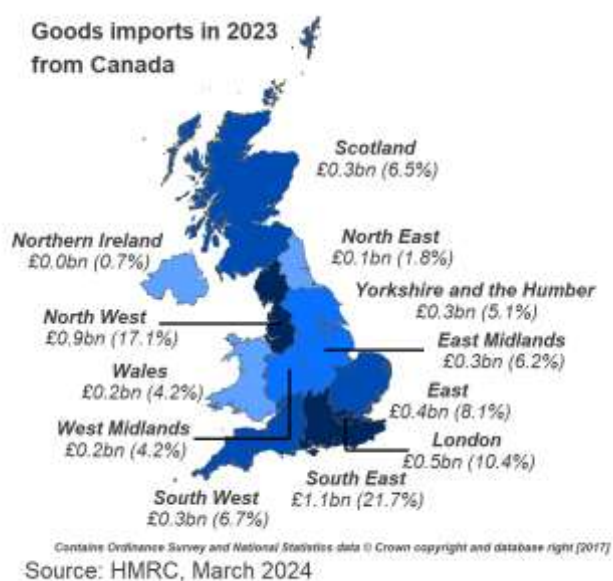 Goods imports in 2023
from Canada
Scotland
£0.3bn (6.5%)
Northern Ireland
£0.0bn (0.7%)
North East
£0.1bn (1.8%)
Yorkshire and the Humber
£0.3bn (5.1%)
North West
£0.9bn (17.1%)
East Midlands
£0.3bn (6.2%)
Wales
£0.2bn (4.2%)
East
£0.4bn (8.1%)
West Midlands
£0.2bn (4.2%)
London
£0.5bn (10.4%)
South East
£1.1bn (21.7%)
South West
£0.3bn (6.7%)
Contains Ordinance Survey and National Statistics data © Crown copyright and database right [2017]
Source: HMRC, March 2024